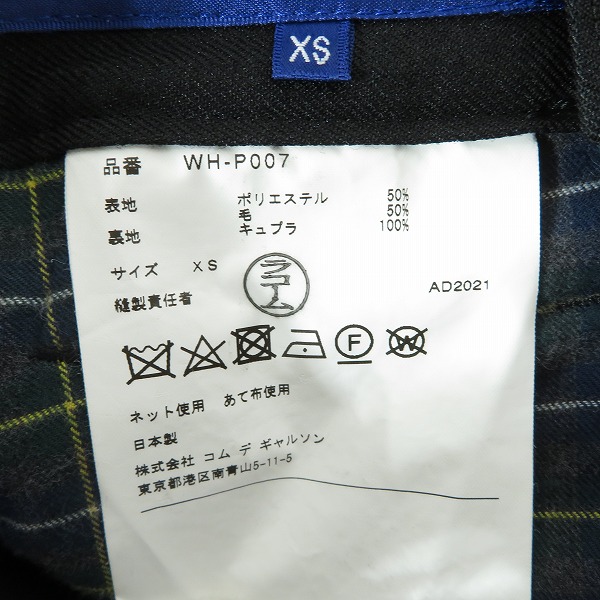 XS
品番 WH-P007
表地 ポリエステル 50%
毛 50%
裏地 キュプラ 100%
サイズ XS
縫製責任者
AD2021
F
W
ネット使用 あて布使用
日本製
株式会社 コム デ ギャルソン
東京都港区南青山5-11-5